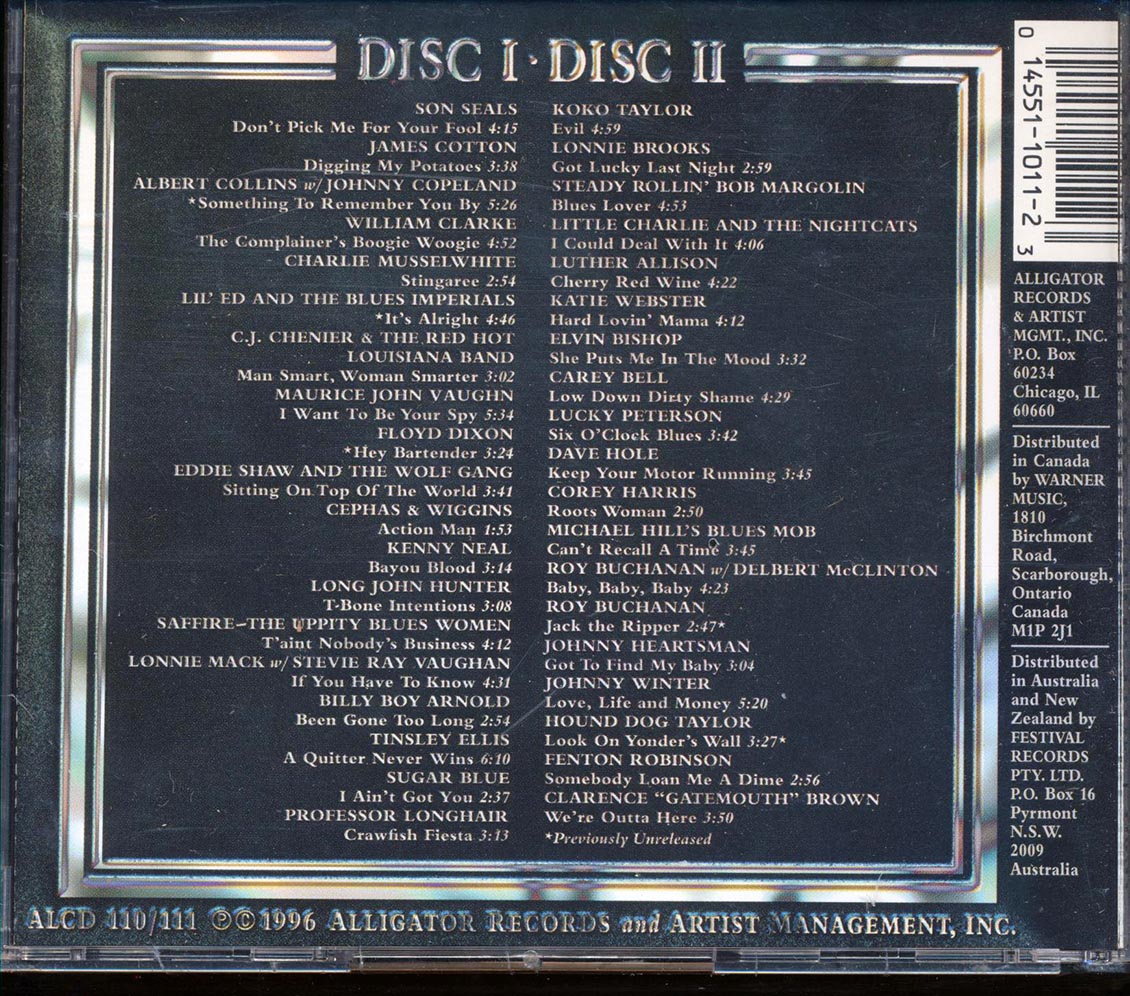 DISC I · DISC II
SON SEALS
Don't Pick Me For Your Fool 4:15
JAMES COTTON
Digging My Potatoes 3:38
ALBERT COLLINS w/ JOHNNY COPELAND
*Something To Remember You By 5:26
WILLIAM CLARKE
The Complainer's Boogie Woogie 4:52
CHARLIE MUSSELWHITE
Stingaree 2:54
LIL' ED AND THE BLUES IMPERIALS
*It's Alright 4:46
C.J. CHENIER & THE RED HOT
LOUISIANA BAND
Man Smart, Woman Smarter 3:02
MAURICE JOHN VAUGHN
I Want To Be Your Spy 5:34
FLOYD DIXON
*Hey Bartender 3:24
EDDIE SHAW AND THE WOLF GANG
Sitting On Top Of The World 3:41
CEPHAS & WIGGINS
Action Man 1:53
KENNY NEAL
Bayou Blood 3:14
LONG JOHN HUNTER
T-Bone Intentions 3:08
SAFFIRE–THE UPPITY BLUES WOMEN
T'aint Nobody's Business 4:12
LONNIE MACK w/ STEVIE RAY VAUGHAN
If You Have To Know 4:31
BILLY BOY ARNOLD
Been Gone Too Long 2:54
TINSLEY ELLIS
A Quitter Never Wins 6:10
SUGAR BLUE
I Ain't Got You 2:37
PROFESSOR LONGHAIR
Crawfish Fiesta 3:13
KOKO TAYLOR
Evil 4:59
LONNIE BROOKS
Got Lucky Last Night 2:59
STEADY ROLLIN' BOB MARGOLIN
Blues Lover 4:53
LITTLE CHARLIE AND THE NIGHTCATS
I Could Deal With It 4:06
LUTHER ALLISON
Cherry Red Wine 4:22
KATIE WEBSTER
Hard Lovin' Mama 4:12
ELVIN BISHOP
She Puts Me In The Mood 3:32
CAREY BELL
Low Down Dirty Shame 4:29
LUCKY PETERSON
Six O'Clock Blues 3:42
DAVE HOLE
Keep Your Motor Running 3:45
COREY HARRIS
Roots Woman 2:50
MICHAEL HILL'S BLUES MOB
Can't Recall A Time 3:45
ROY BUCHANAN w/ DELBERT McCLINTON
Baby, Baby, Baby 4:23
ROY BUCHANAN
Jack the Ripper 2:47*
JOHNNY HEARTSMAN
Got To Find My Baby 3:04
JOHNNY WINTER
Love, Life and Money 5:20
HOUND DOG TAYLOR
Look On Yonder's Wall 3:27*
FENTON ROBINSON
Somebody Loan Me A Dime 2:56
CLARENCE "GATEMOUTH" BROWN
We're Outta Here 3:50
*Previously Unreleased
0 14551-10011-2 3
ALLIGATOR
RECORDS
& ARTIST
MGMT., INC.
P.O. Box
60234
Chicago, IL
60660
Distributed
in Canada
by WARNER
MUSIC,
1810
Birchmont
Road,
Scarborough,
Ontario
Canada
M1P 2J1
Distributed
in Australia
and New
Zealand by
FESTIVAL
RECORDS
PTY. LTD.
P.O. Box 16
Pyrmont
N.S.W.
2009
Australia
ALCD 110/111 ℗©1996 ALLIGATOR RECORDS and ARTIST MANAGEMENT, INC.